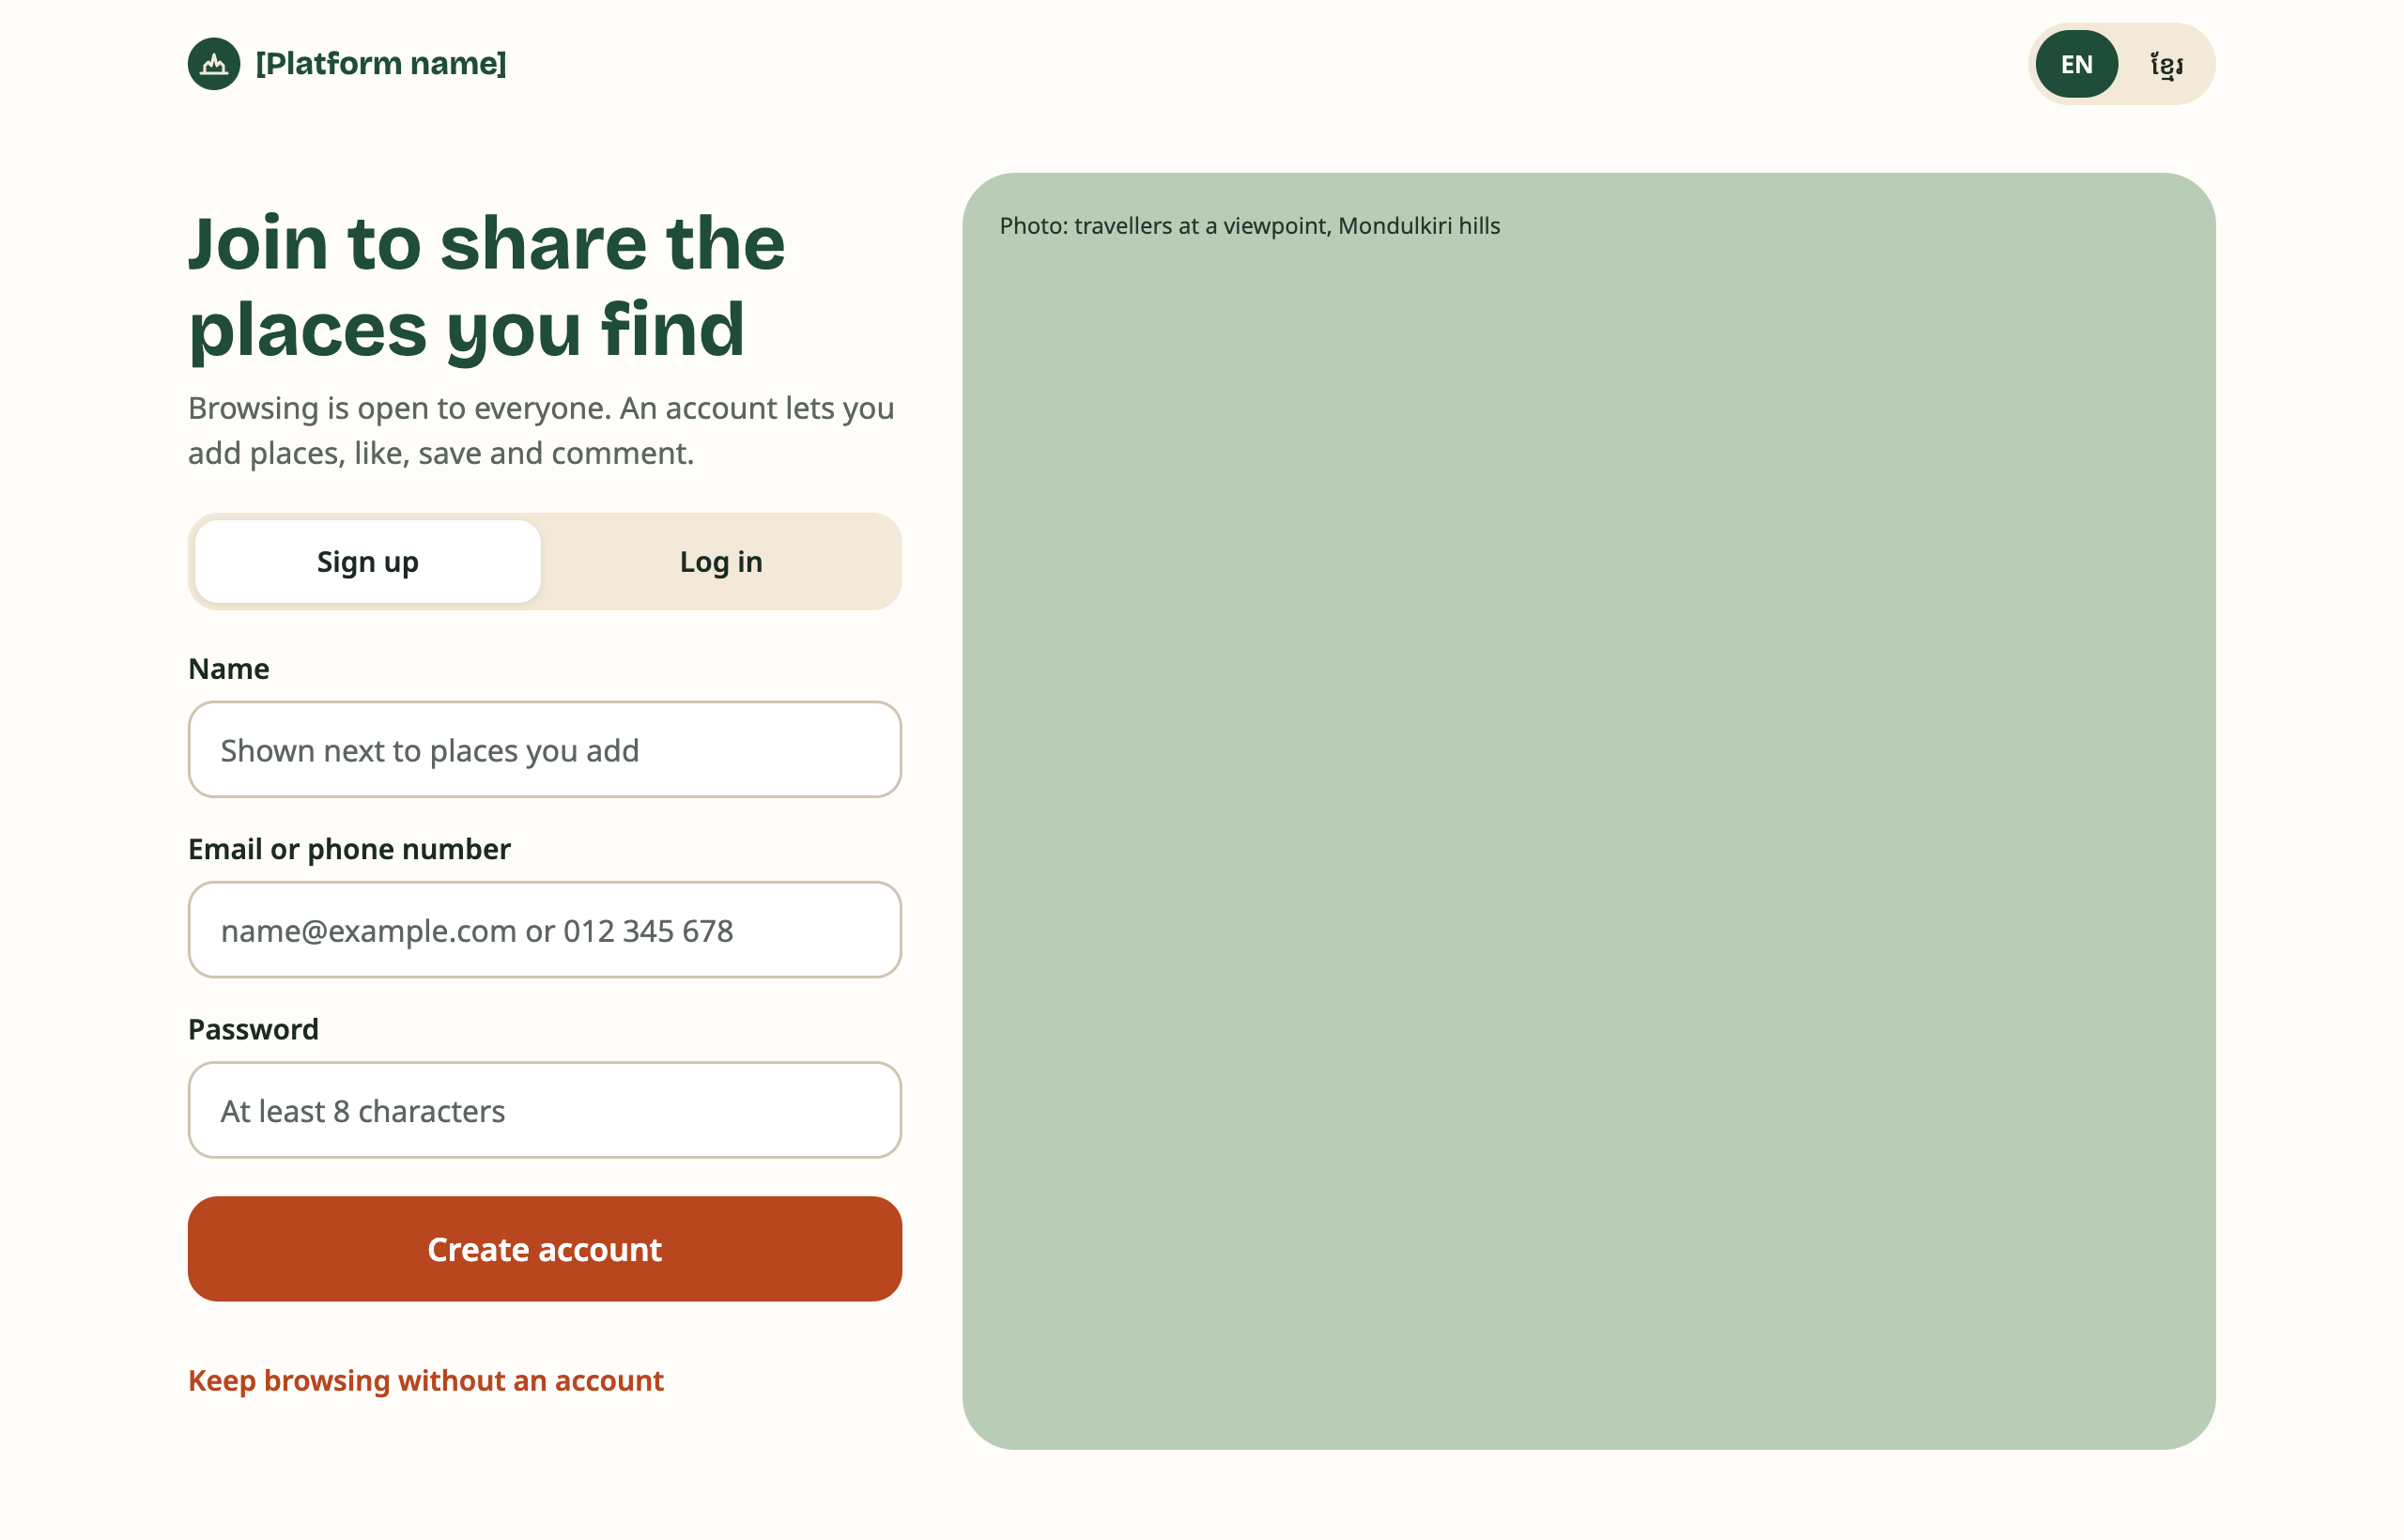 [Platform name]
EN
ខ្មែរ
Join to share the
places you find
Browsing is open to everyone. An account lets you
add places, like, save and comment.
Sign up
Log in
Name
Shown next to places you add
Email or phone number
name@example.com or 012 345 678
Password
At least 8 characters
Create account
Keep browsing without an account
Photo: travellers at a viewpoint, Mondulkiri hills